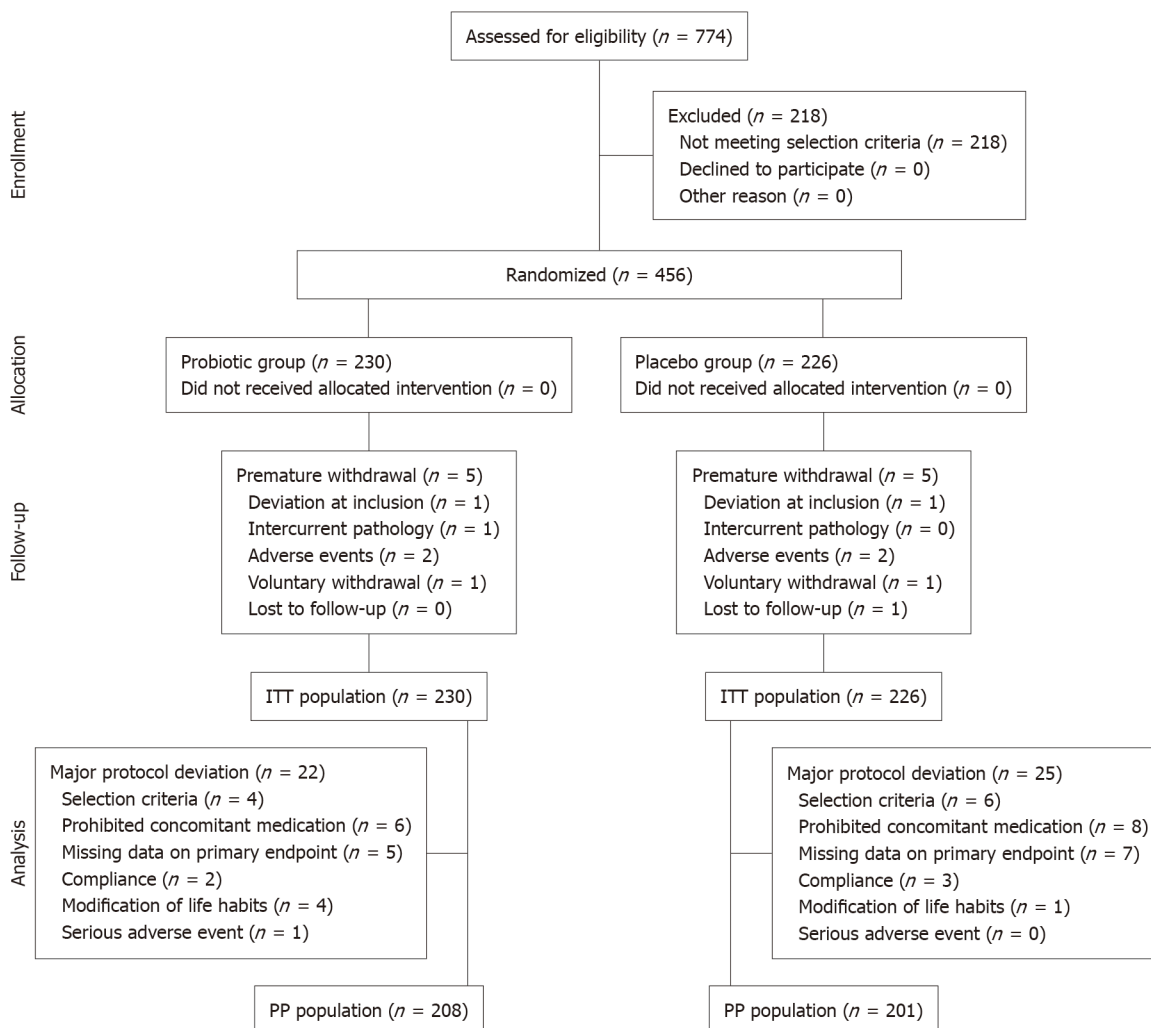 Assessed for eligibility (n = 774)
Enrollment
Excluded (n = 218)
Not meeting selection criteria (n = 218)
Declined to participate (n = 0)
Other reason (n = 0)
Randomized (n = 456)
Allocation
Probiotic group (n = 230)
Did not received allocated intervention (n = 0)
Placebo group (n = 226)
Did not received allocated intervention (n = 0)
Follow-up
Premature withdrawal (n = 5)
Deviation at inclusion (n = 1)
Intercurrent pathology (n = 1)
Adverse events (n = 2)
Voluntary withdrawal (n = 1)
Lost to follow-up (n = 0)
Premature withdrawal (n = 5)
Deviation at inclusion (n = 1)
Intercurrent pathology (n = 0)
Adverse events (n = 2)
Voluntary withdrawal (n = 1)
Lost to follow-up (n = 1)
ITT population (n = 230)
ITT population (n = 226)
Analysis
Major protocol deviation (n = 22)
Selection criteria (n = 4)
Prohibited concomitant medication (n = 6)
Missing data on primary endpoint (n = 5)
Compliance (n = 2)
Modification of life habits (n = 4)
Serious adverse event (n = 1)
Major protocol deviation (n = 25)
Selection criteria (n = 6)
Prohibited concomitant medication (n = 8)
Missing data on primary endpoint (n = 7)
Compliance (n = 3)
Modification of life habits (n = 1)
Serious adverse event (n = 0)
PP population (n = 208)
PP population (n = 201)